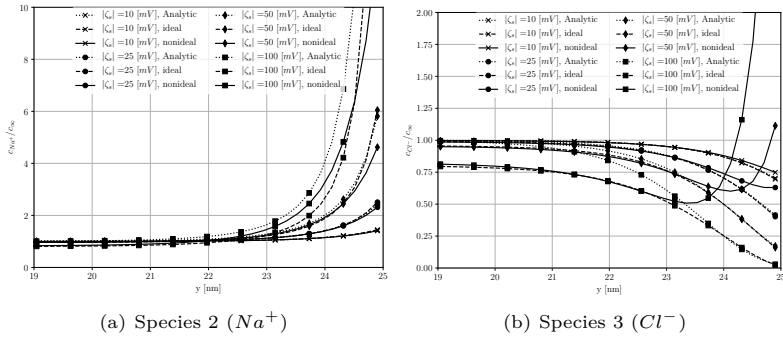 10
8
6
4
2
0
19
20
21
22
23
24
25
y [nm]
c_{Na^+}/c_∞
|ζ_s| =10 [mV], Analytic
|ζ_s| =10 [mV], ideal
|ζ_s| =10 [mV], nonideal
|ζ_s| =25 [mV], Analytic
|ζ_s| =25 [mV], ideal
|ζ_s| =25 [mV], nonideal
|ζ_s| =50 [mV], Analytic
|ζ_s| =50 [mV], ideal
|ζ_s| =50 [mV], nonideal
|ζ_s| =100 [mV], Analytic
|ζ_s| =100 [mV], ideal
|ζ_s| =100 [mV], nonideal
(a) Species 2 (Na^+)
2.00
1.75
1.50
1.25
1.00
0.75
0.50
0.25
0.00
19
20
21
22
23
24
25
y [nm]
c_{Cl^-}/c_∞
|ζ_s| =10 [mV], Analytic
|ζ_s| =10 [mV], ideal
|ζ_s| =10 [mV], nonideal
|ζ_s| =25 [mV], Analytic
|ζ_s| =25 [mV], ideal
|ζ_s| =25 [mV], nonideal
|ζ_s| =50 [mV], Analytic
|ζ_s| =50 [mV], ideal
|ζ_s| =50 [mV], nonideal
|ζ_s| =100 [mV], Analytic
|ζ_s| =100 [mV], ideal
|ζ_s| =100 [mV], nonideal
(b) Species 3 (Cl^-)